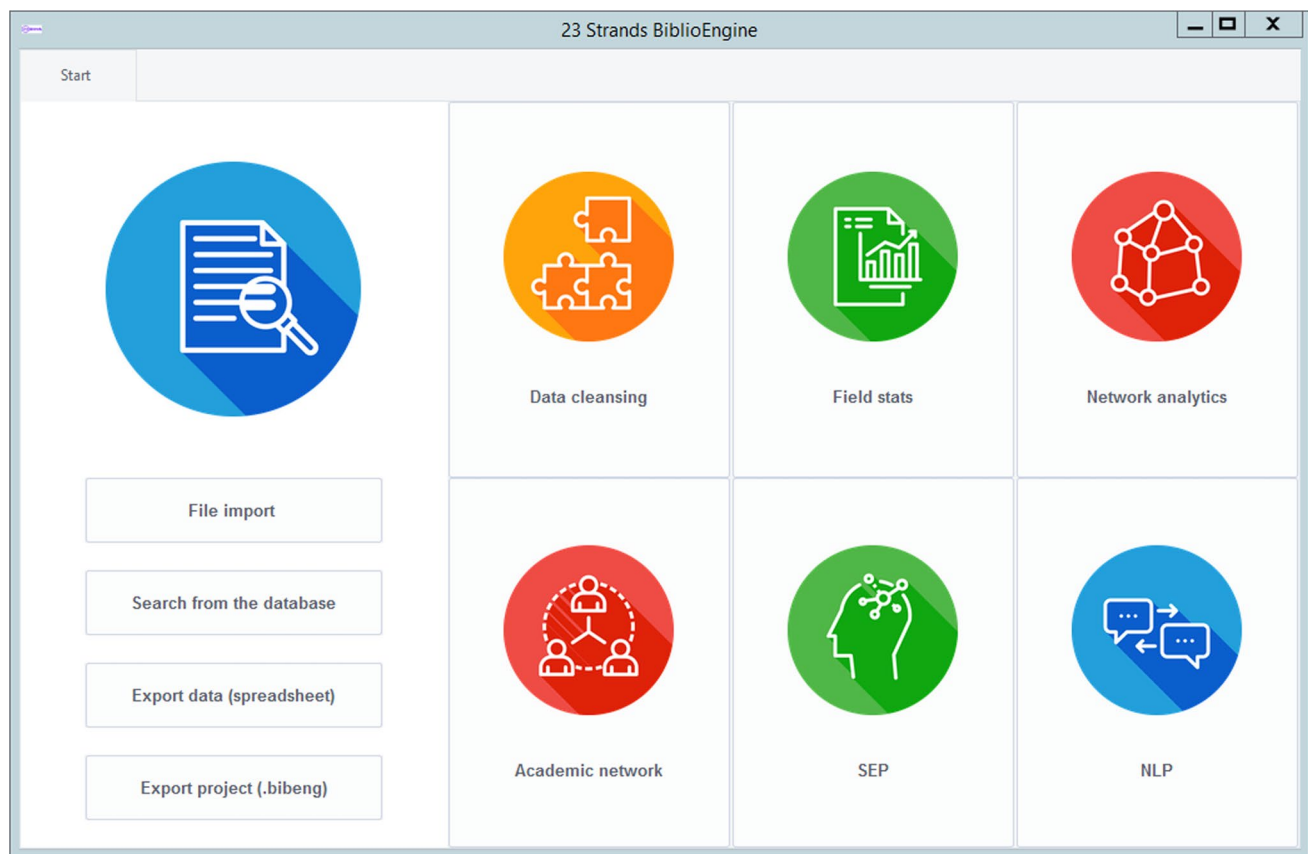 23 Strands BiblioEngine
Start
Data cleansing
Field stats
Network analytics
File import
Search from the database
Export data (spreadsheet)
Export project (.bibeng)
Academic network
SEP
NLP